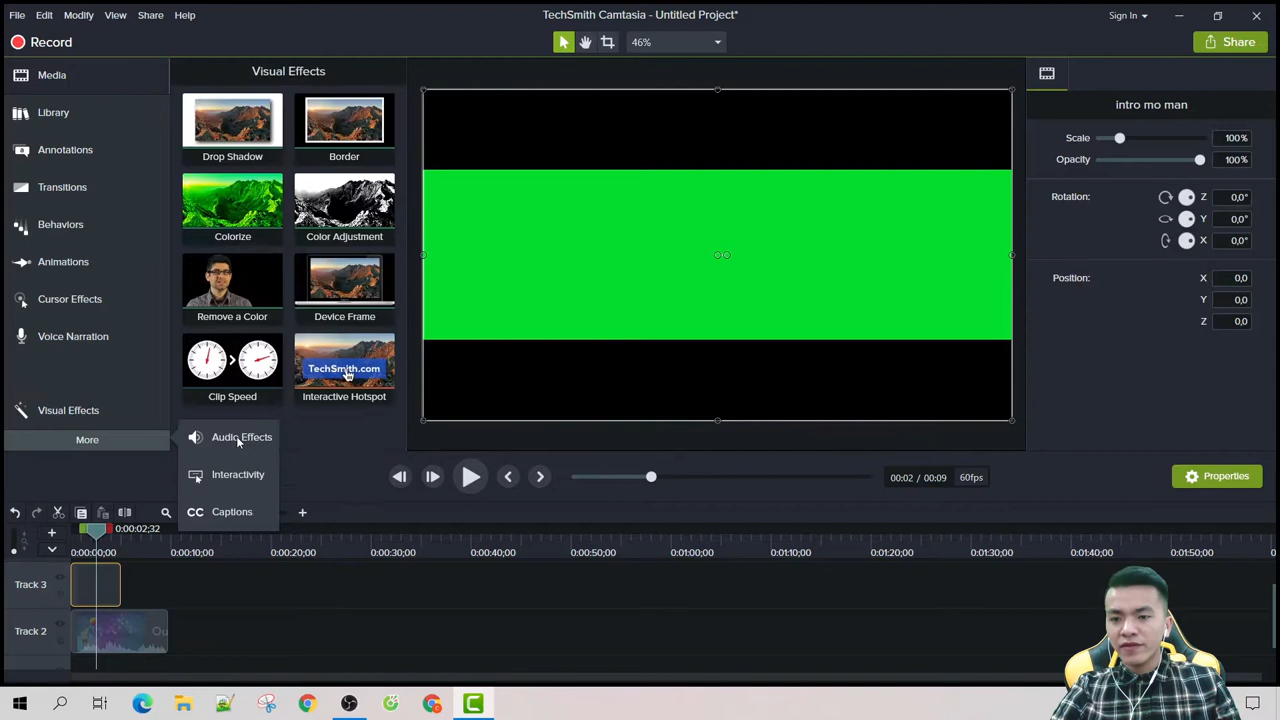 File Edit Modify View Share Help
TechSmith Camtasia - Untitled Project*
Sign In
Record
46%
Share
Media
Library
Annotations
Transitions
Behaviors
Animations
Cursor Effects
Voice Narration
Visual Effects
More
Visual Effects
Drop Shadow
Border
Colorize
Color Adjustment
Remove a Color
Device Frame
Clip Speed
TechSmith.com
Interactive Hotspot
Audio Effects
Interactivity
CC Captions
intro mo man
Scale 100%
Opacity 100%
Rotation: Z 0,0°
Y 0,0°
X 0,0°
Position: X 0,0
Y 0,0
Z 0,0
00:02 / 00:09 60fps
Properties
0:00:02;32
0:00:00;00 0:00:10;00 0:00:20;00 0:00:30;00 0:00:40;00 0:00:50;00 0:01:00;00 0:01:10;00 0:01:20;00 0:01:30;00 0:01:40;00 0:01:50;00
Track 3
Track 2
Ou